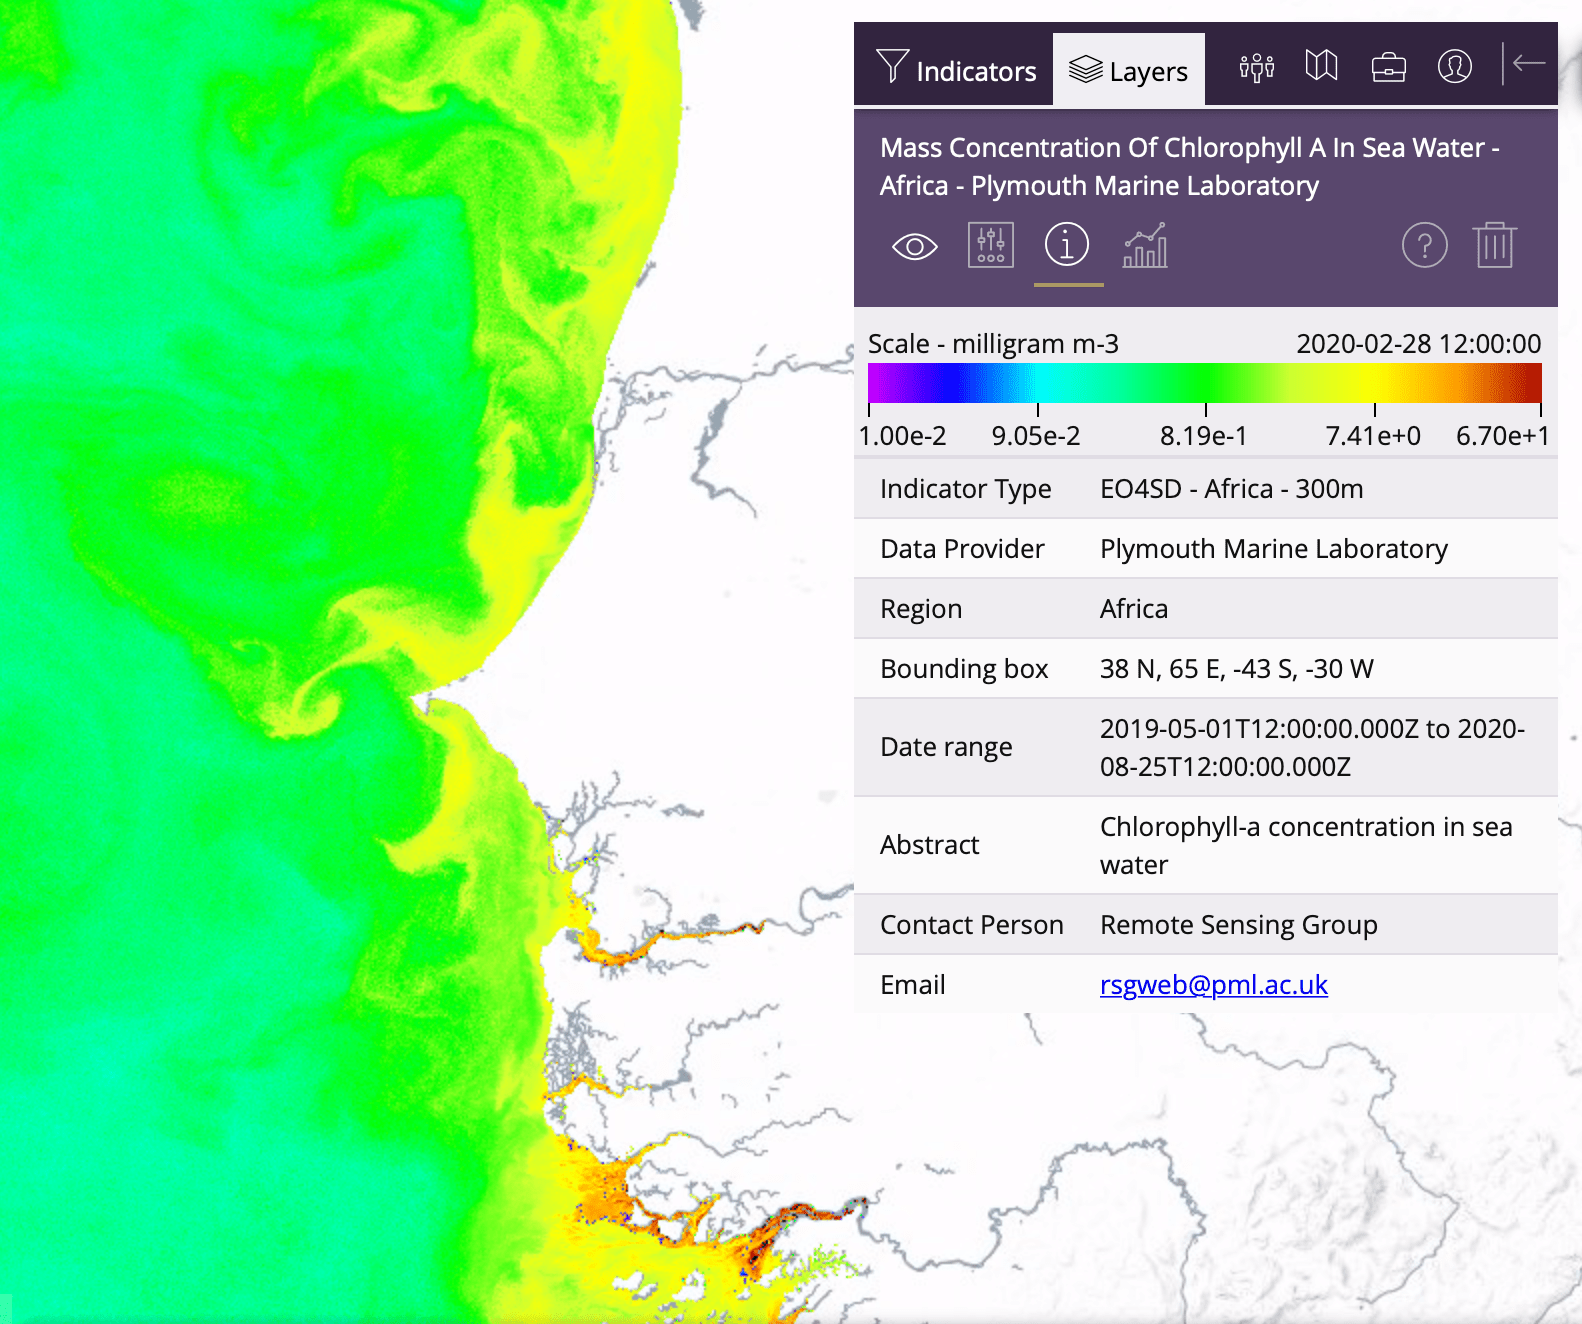 Indicators Layers
Mass Concentration Of Chlorophyll A In Sea Water -
Africa - Plymouth Marine Laboratory
Scale - milligram m-3 2020-02-28 12:00:00
1.00e-2 9.05e-2 8.19e-1 7.41e+0 6.70e+1
Indicator Type EO4SD - Africa - 300m
Data Provider Plymouth Marine Laboratory
Region Africa
Bounding box 38 N, 65 E, -43 S, -30 W
Date range 2019-05-01T12:00:00.000Z to 2020-
08-25T12:00:00.000Z
Abstract Chlorophyll-a concentration in sea
water
Contact Person Remote Sensing Group
Email rsgweb@pml.ac.uk